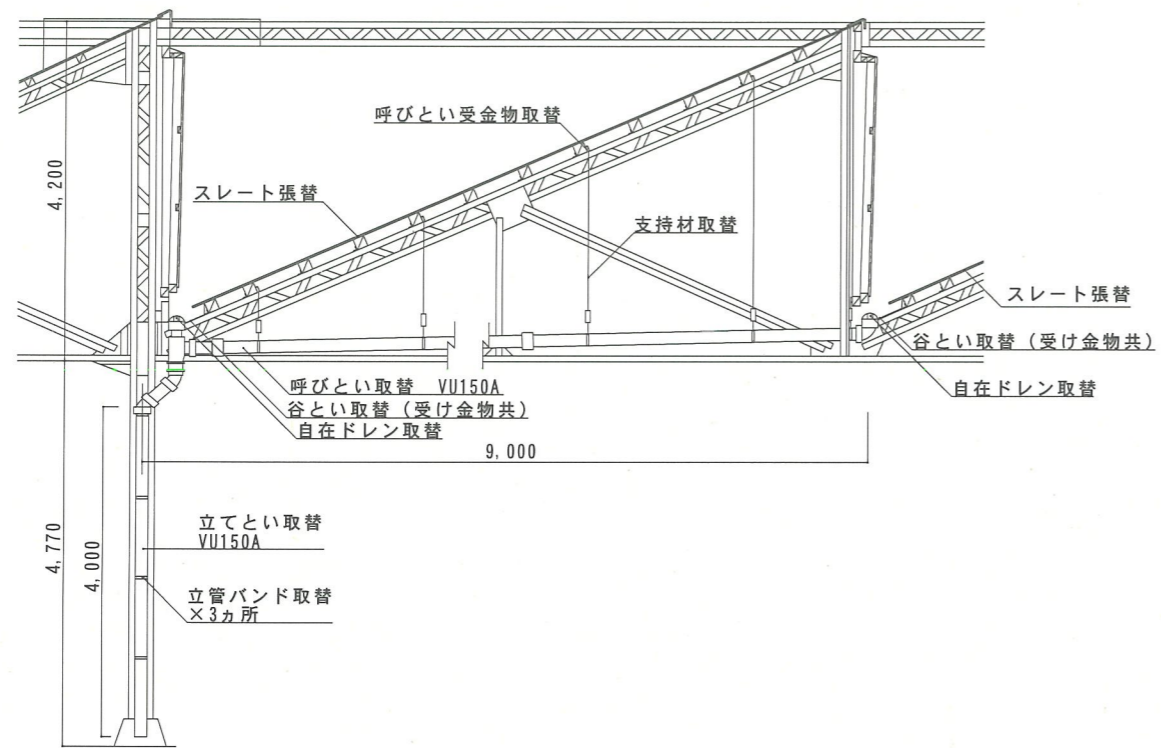 呼びとい受金物取替
4,200
スレート張替
支持材取替
スレート張替
谷とい取替（受け金物共）
自在ドレン取替
呼びとい取替　VU150A
谷とい取替（受け金物共）
自在ドレン取替
9,000
立てとい取替
VU150A
4,770
4,000
立管バンド取替
×3ヵ所